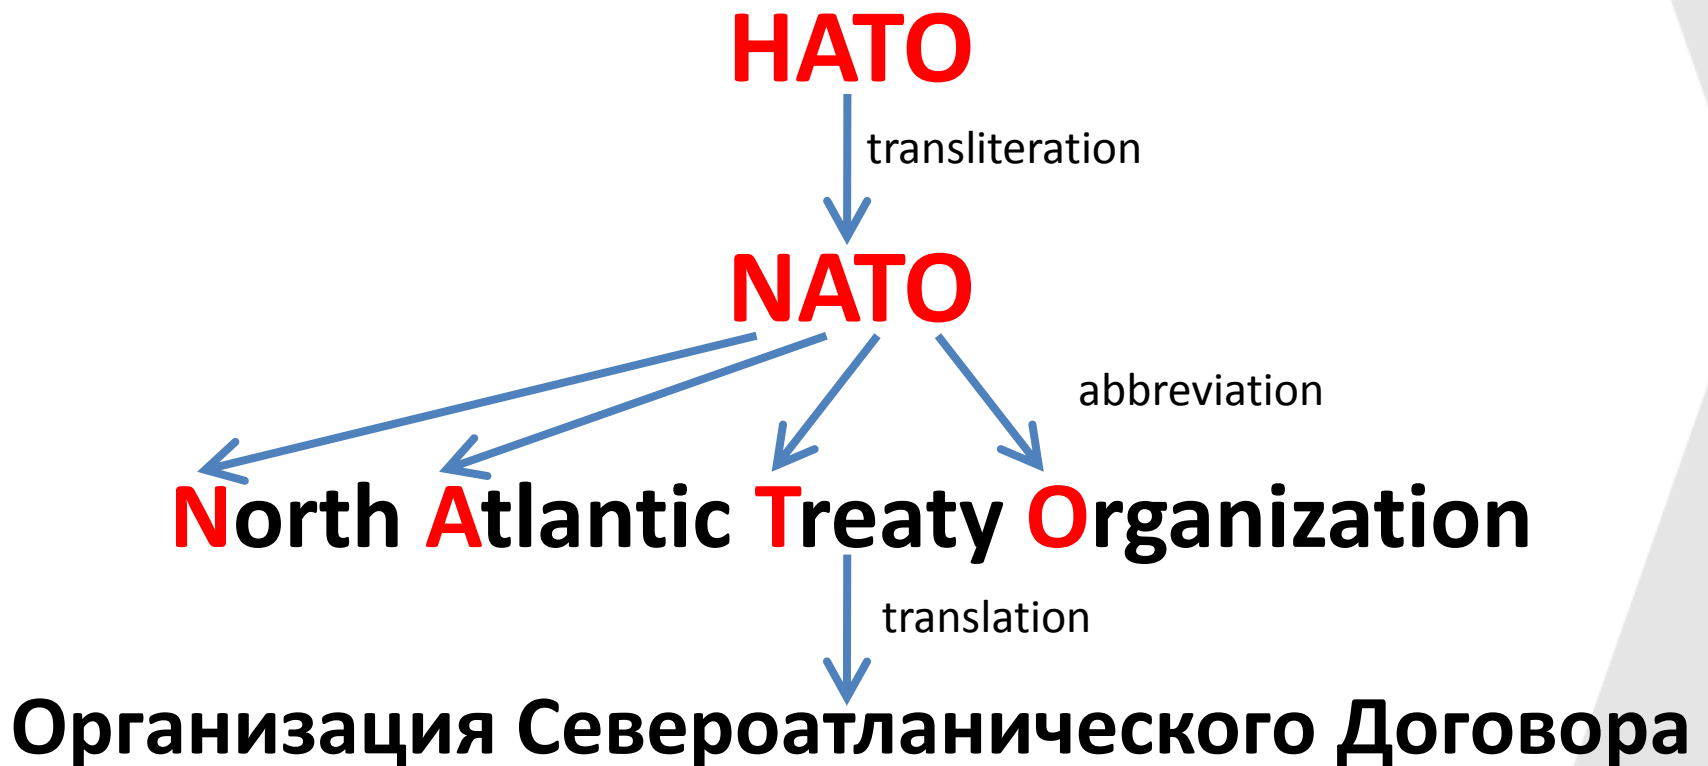 НАТО
transliteration
NATO
abbreviation
North Atlantic Treaty Organization
translation
Организация Североатланического Договора